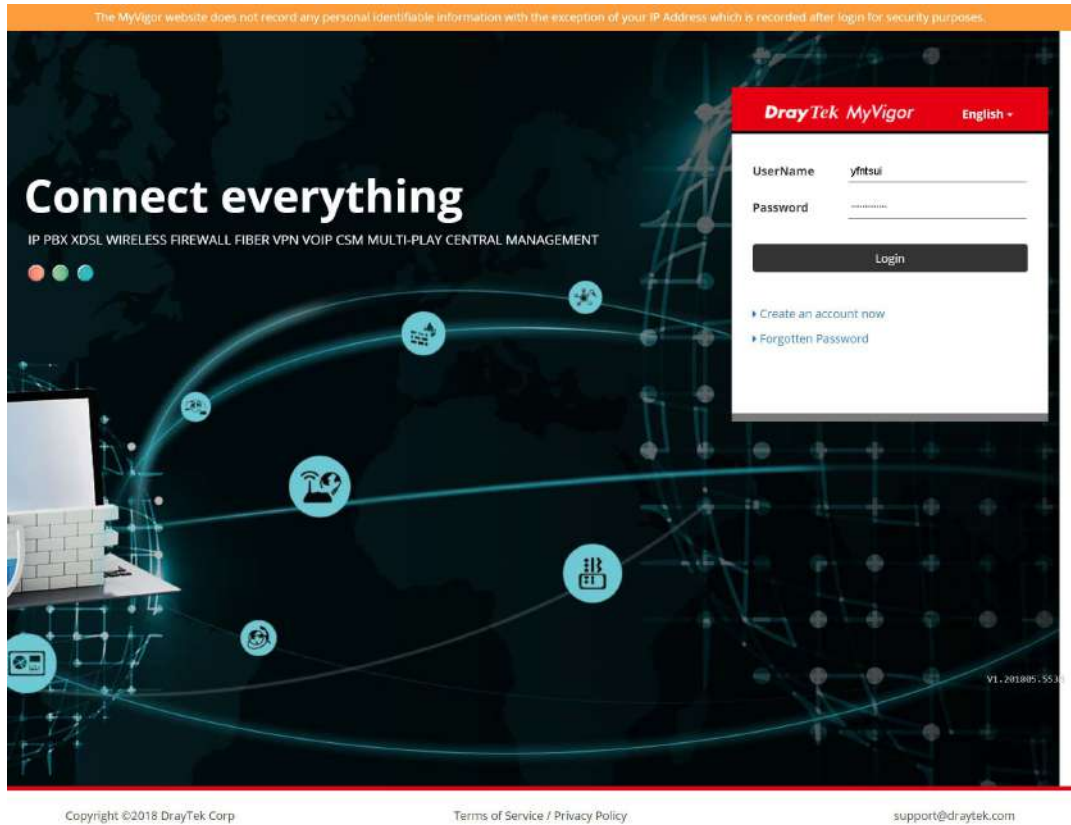 The MyVigor website does not record any personal identifiable information with the exception of your IP Address which is recorded after login for security purposes.
DrayTek MyVigor English
UserName yfntsui
Password
Login
Create an account now
Forgotten Password
Connect everything
IP PBX XDSL WIRELESS FIREWALL FIBER VPN VOIP CSM MULTI-PLAY CENTRAL MANAGEMENT
Copyright ©2018 DrayTek Corp Terms of Service / Privacy Policy support@draytek.com